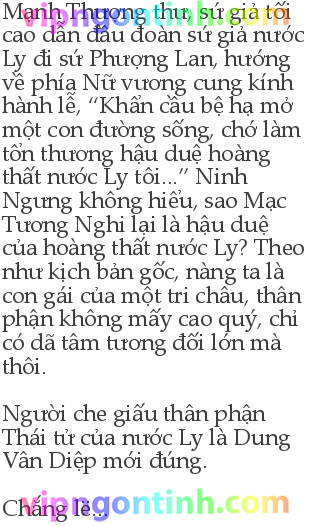 Mạnh Thượng thư, sứ giả tối
cao dẫn đầu đoàn sứ giả nước
Ly đi sứ Phượng Lan, hướng
về phía Nữ vương cung kính
hành lễ, “Khẩn cầu bệ hạ mở
một con đường sống, chớ làm
tổn thương hậu duệ hoàng
thất nước Ly tôi...” Ninh
Ngưng không hiểu, sao Mạc
Tương Nghi lại là hậu duệ
của hoàng thất nước Ly? Theo
như kịch bản gốc, nàng ta là
con gái của một tri châu, thân
phận không mấy cao quý, chỉ
có dã tâm tương đối lớn mà
thôi.
Người che giấu thân phận
Thái tử của nước Ly là Dung
Vân Diệp mới đúng.
Chẳng lẽ...
vipngontinh.com
vipngontinh.com